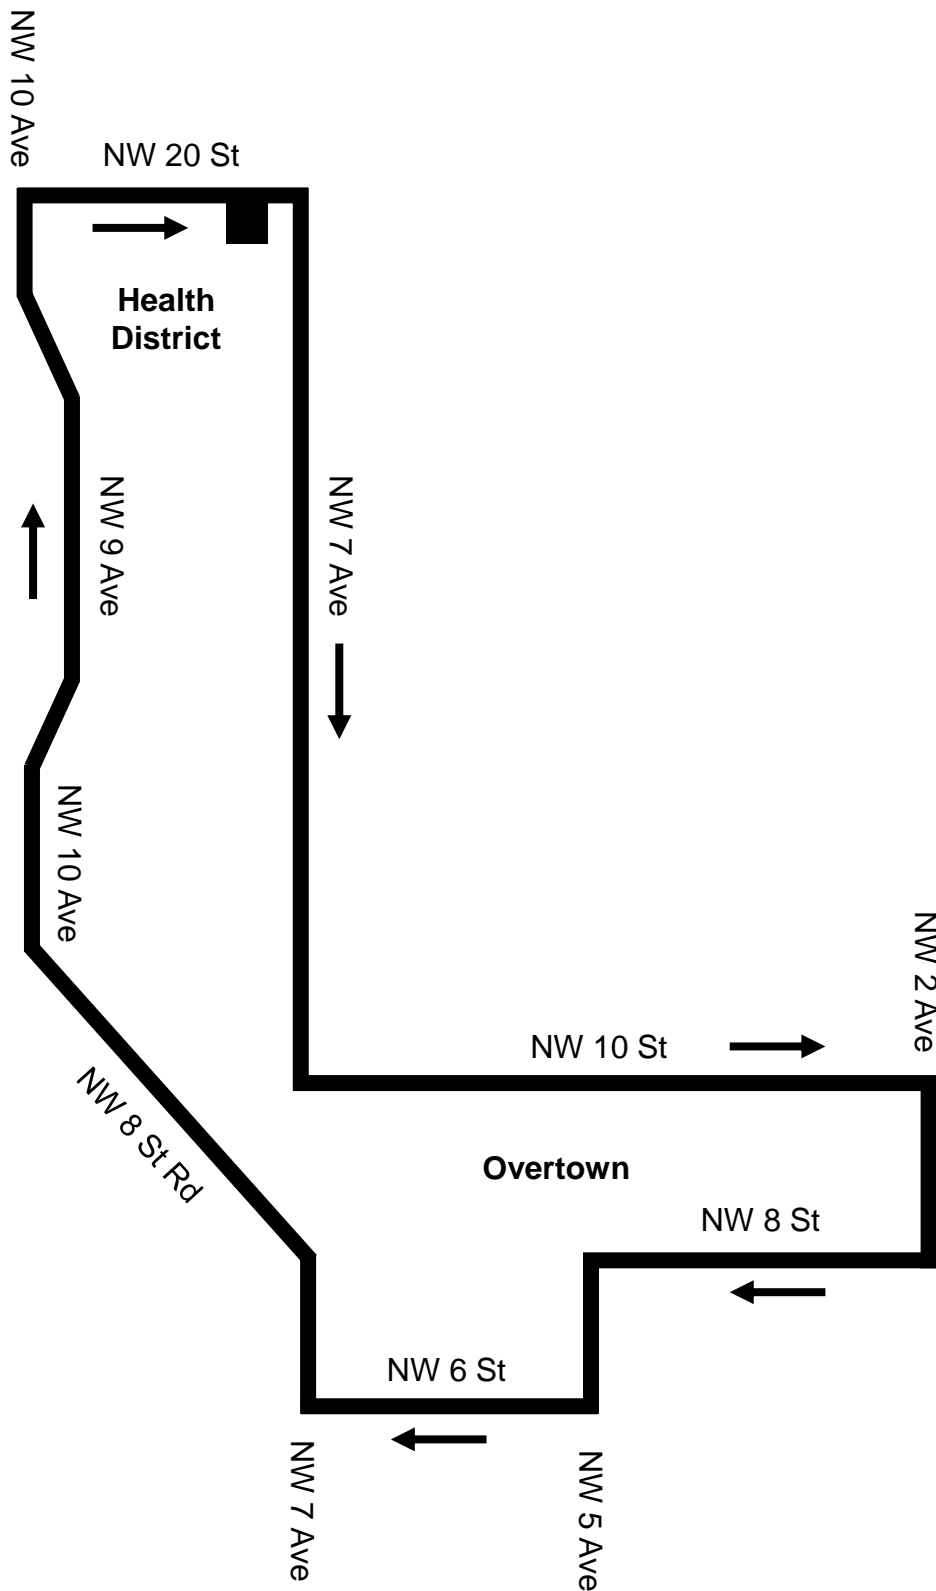 NW 10 Ave
NW 20 St
Health
District
NW 9 Ave
NW 7 Ave
NW 10 Ave
NW 2 Ave
NW 10 St
NW 8 St Rd
Overtown
NW 8 St
NW 6 St
NW 7 Ave
NW 5 Ave